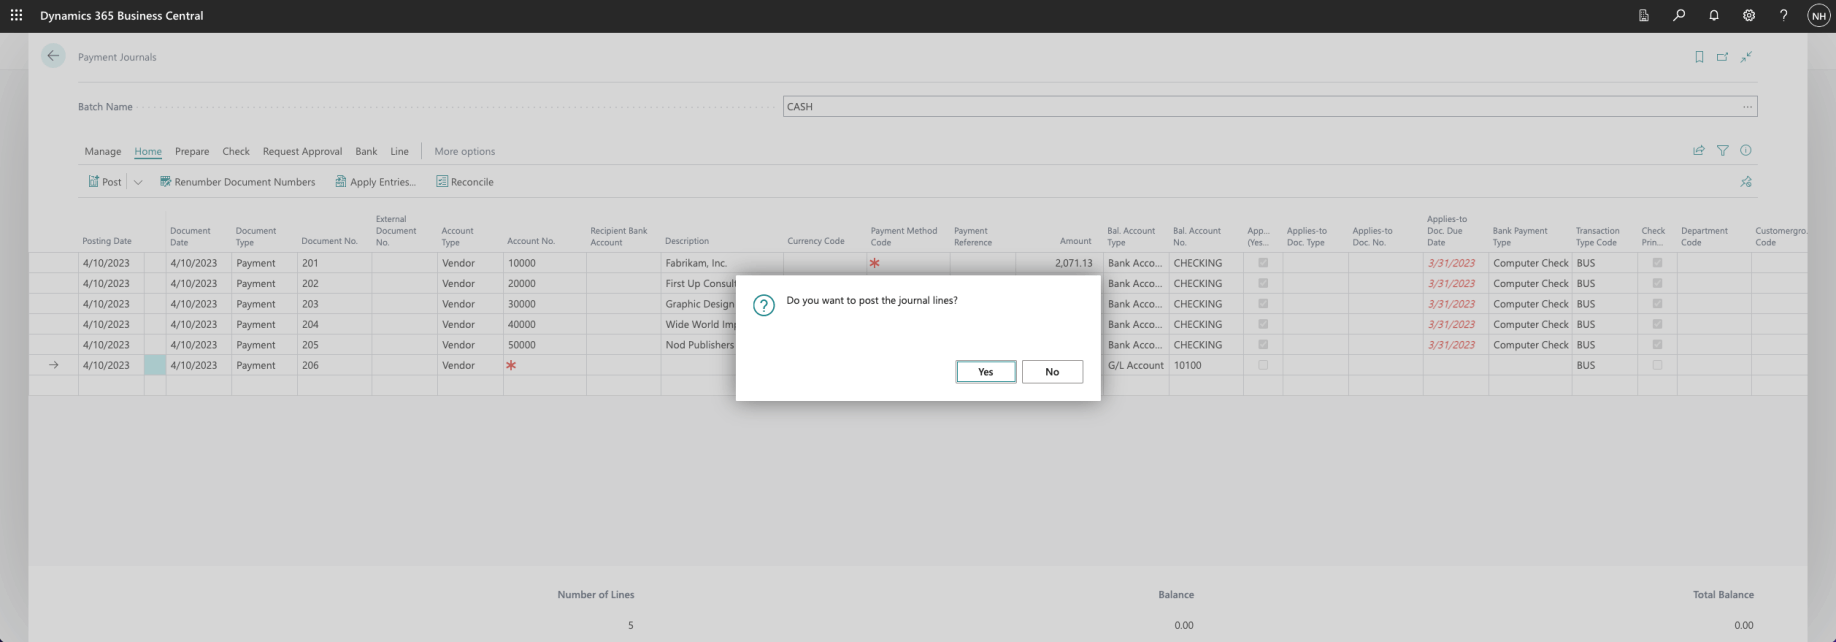 Dynamics 365 Business Central
NH
Payment Journals
Batch Name
CASH
Manage Home Prepare Check Request Approval Bank Line More options
Post Renumber Document Numbers Apply Entries... Reconcile
Posting Date Document Date Document Type Document No. External Document No. Account Type Account No. Recipient Bank Account Description Currency Code Payment Method Code Payment Reference Amount Bal. Account Type Bal. Account No. App... (Yes... Applies-to Doc. Type Applies-to Doc. No. Applies-to Doc. Due Date Bank Payment Type Transaction Type Code Check Prin... Department Code Customergro... Code
4/10/2023 4/10/2023 Payment 201 Vendor 10000 Fabrikam, Inc. * 2,071.13 Bank Acco... CHECKING 3/31/2023 Computer Check BUS
4/10/2023 4/10/2023 Payment 202 Vendor 20000 First Up Consult Bank Acco... CHECKING 3/31/2023 Computer Check BUS
4/10/2023 4/10/2023 Payment 203 Vendor 30000 Graphic Design Bank Acco... CHECKING 3/31/2023 Computer Check BUS
4/10/2023 4/10/2023 Payment 204 Vendor 40000 Wide World Imp Bank Acco... CHECKING 3/31/2023 Computer Check BUS
4/10/2023 4/10/2023 Payment 205 Vendor 50000 Nod Publishers Bank Acco... CHECKING 3/31/2023 Computer Check BUS
4/10/2023 4/10/2023 Payment 206 Vendor * G/L Account 10100 BUS
Do you want to post the journal lines?
Yes No
Number of Lines Balance Total Balance
5 0.00 0.00